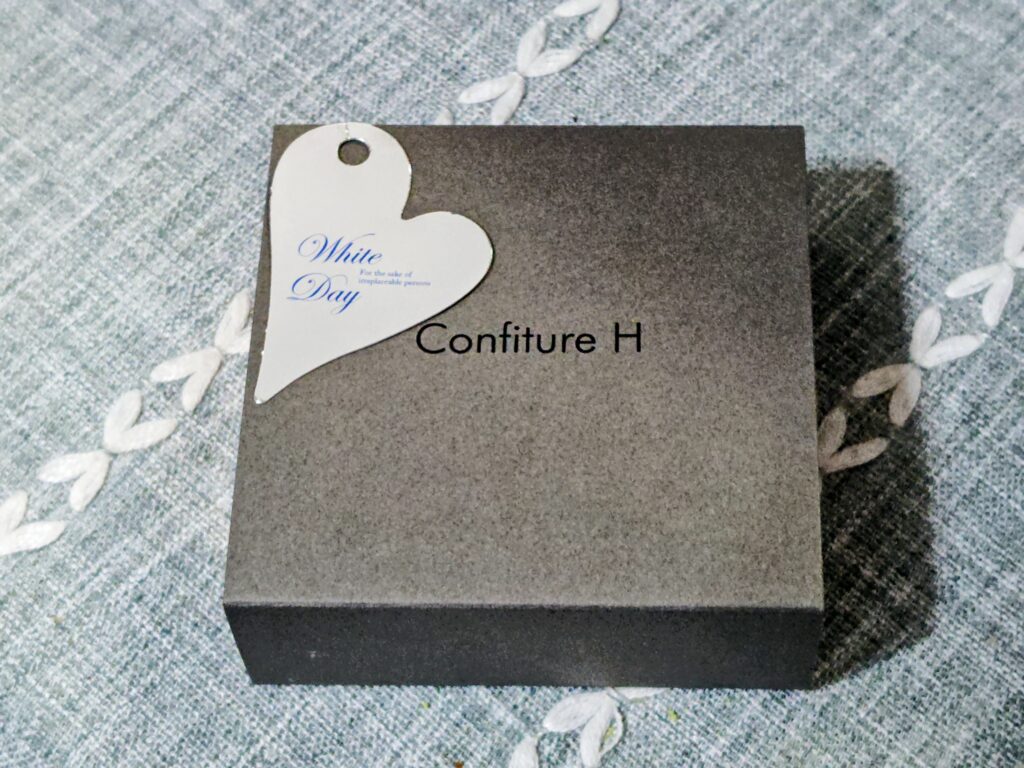 White
Day
For the sake of
irreplaceable persons
Confiture H